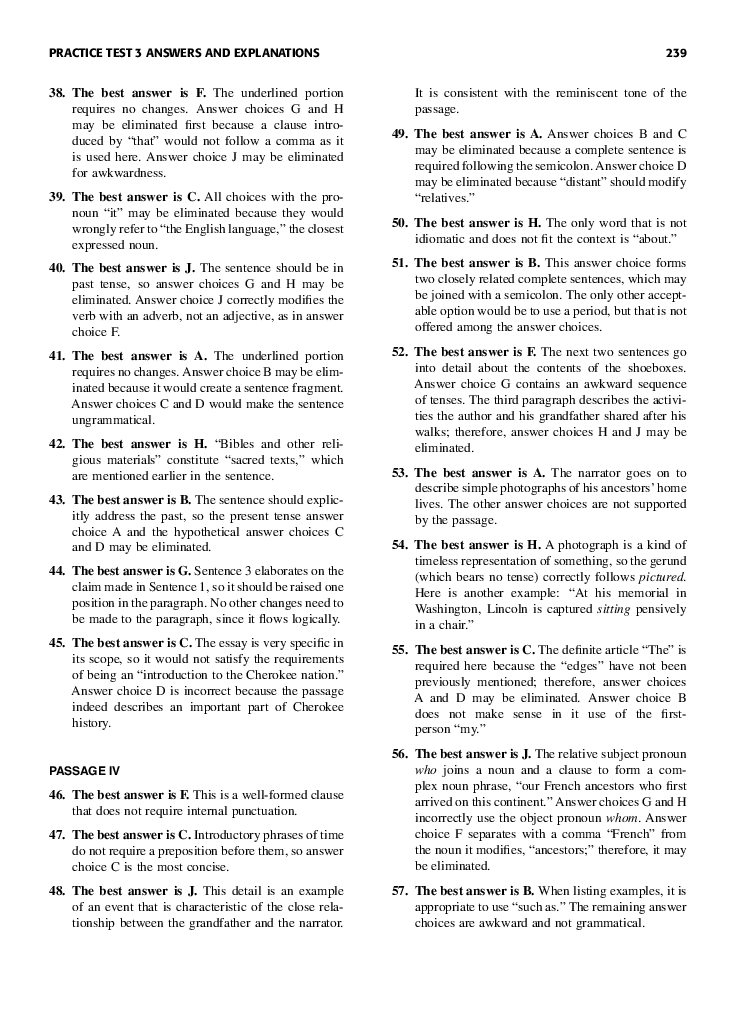 PRACTICE TEST 3 ANSWERS AND EXPLANATIONS 239
38. The best answer is F. The underlined portion
requires no changes. Answer choices G and H
may be eliminated first because a clause intro-
duced by “that” would not follow a comma as it
is used here. Answer choice J may be eliminated
for awkwardness.
39. The best answer is C. All choices with the pro-
noun “it” may be eliminated because they would
wrongly refer to “the English language,” the closest
expressed noun.
40. The best answer is J. The sentence should be in
past tense, so answer choices G and H may be
eliminated. Answer choice J correctly modifies the
verb with an adverb, not an adjective, as in answer
choice F.
41. The best answer is A. The underlined portion
requires no changes. Answer choice B may be elim-
inated because it would create a sentence fragment.
Answer choices C and D would make the sentence
ungrammatical.
42. The best answer is H. “Bibles and other reli-
gious materials” constitute “sacred texts,” which
are mentioned earlier in the sentence.
43. The best answer is B. The sentence should explic-
itly address the past, so the present tense answer
choice A and the hypothetical answer choices C
and D may be eliminated.
44. The best answer is G. Sentence 3 elaborates on the
claim made in Sentence 1, so it should be raised one
position in the paragraph. No other changes need to
be made to the paragraph, since it flows logically.
45. The best answer is C. The essay is very specific in
its scope, so it would not satisfy the requirements
of being an “introduction to the Cherokee nation.”
Answer choice D is incorrect because the passage
indeed describes an important part of Cherokee
history.
PASSAGE IV
46. The best answer is F. This is a well-formed clause
that does not require internal punctuation.
47. The best answer is C. Introductory phrases of time
do not require a preposition before them, so answer
choice C is the most concise.
48. The best answer is J. This detail is an example
of an event that is characteristic of the close rela-
tionship between the grandfather and the narrator.
It is consistent with the reminiscent tone of the
passage.
49. The best answer is A. Answer choices B and C
may be eliminated because a complete sentence is
required following the semicolon. Answer choice D
may be eliminated because “distant” should modify
“relatives.”
50. The best answer is H. The only word that is not
idiomatic and does not fit the context is “about.”
51. The best answer is B. This answer choice forms
two closely related complete sentences, which may
be joined with a semicolon. The only other accept-
able option would be to use a period, but that is not
offered among the answer choices.
52. The best answer is F. The next two sentences go
into detail about the contents of the shoeboxes.
Answer choice G contains an awkward sequence
of tenses. The third paragraph describes the activi-
ties the author and his grandfather shared after his
walks; therefore, answer choices H and J may be
eliminated.
53. The best answer is A. The narrator goes on to
describe simple photographs of his ancestors’ home
lives. The other answer choices are not supported
by the passage.
54. The best answer is H. A photograph is a kind of
timeless representation of something, so the gerund
(which bears no tense) correctly follows pictured.
Here is another example: “At his memorial in
Washington, Lincoln is captured sitting pensively
in a chair.”
55. The best answer is C. The definite article “The” is
required here because the “edges” have not been
previously mentioned; therefore, answer choices
A and D may be eliminated. Answer choice B
does not make sense in it use of the first-
person “my.”
56. The best answer is J. The relative subject pronoun
who joins a noun and a clause to form a com-
plex noun phrase, “our French ancestors who first
arrived on this continent.” Answer choices G and H
incorrectly use the object pronoun whom. Answer
choice F separates with a comma “French” from
the noun it modifies, “ancestors;” therefore, it may
be eliminated.
57. The best answer is B. When listing examples, it is
appropriate to use “such as.” The remaining answer
choices are awkward and not grammatical.